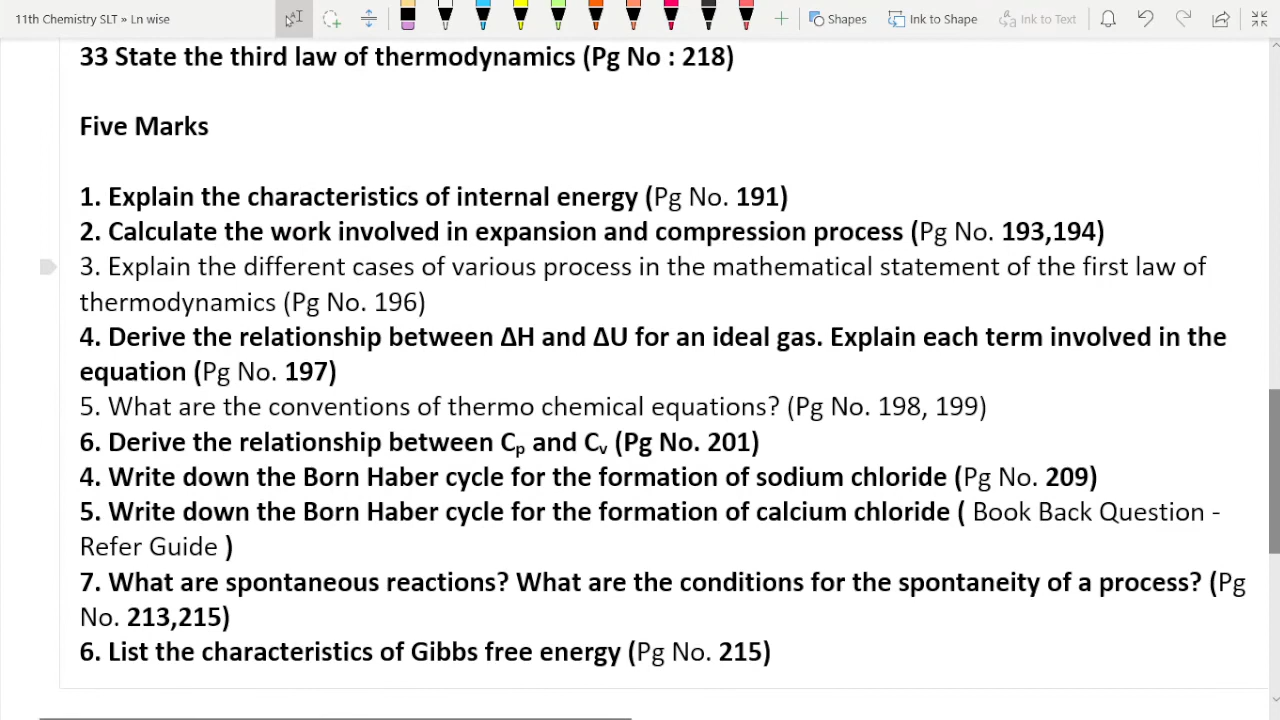 11th Chemistry SLT » Ln wise
Shapes
Ink to Shape
Ink to Text
33 State the third law of thermodynamics (Pg No : 218)
Five Marks
1. Explain the characteristics of internal energy (Pg No. 191)
2. Calculate the work involved in expansion and compression process (Pg No. 193,194)
3. Explain the different cases of various process in the mathematical statement of the first law of
thermodynamics (Pg No. 196)
4. Derive the relationship between ΔH and ΔU for an ideal gas. Explain each term involved in the
equation (Pg No. 197)
5. What are the conventions of thermo chemical equations? (Pg No. 198, 199)
6. Derive the relationship between Cp and Cv (Pg No. 201)
4. Write down the Born Haber cycle for the formation of sodium chloride (Pg No. 209)
5. Write down the Born Haber cycle for the formation of calcium chloride ( Book Back Question -
Refer Guide )
7. What are spontaneous reactions? What are the conditions for the spontaneity of a process? (Pg
No. 213,215)
6. List the characteristics of Gibbs free energy (Pg No. 215)